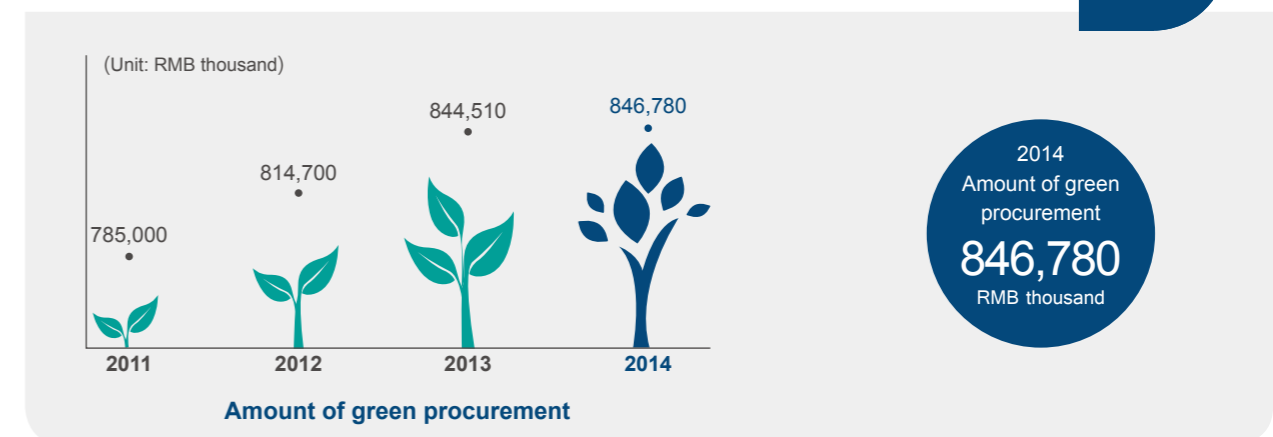 (Unit: RMB thousand)
785,000
814,700
844,510
846,780
2011
2012
2013
2014
Amount of green procurement
2014
Amount of green
procurement
846,780
RMB thousand